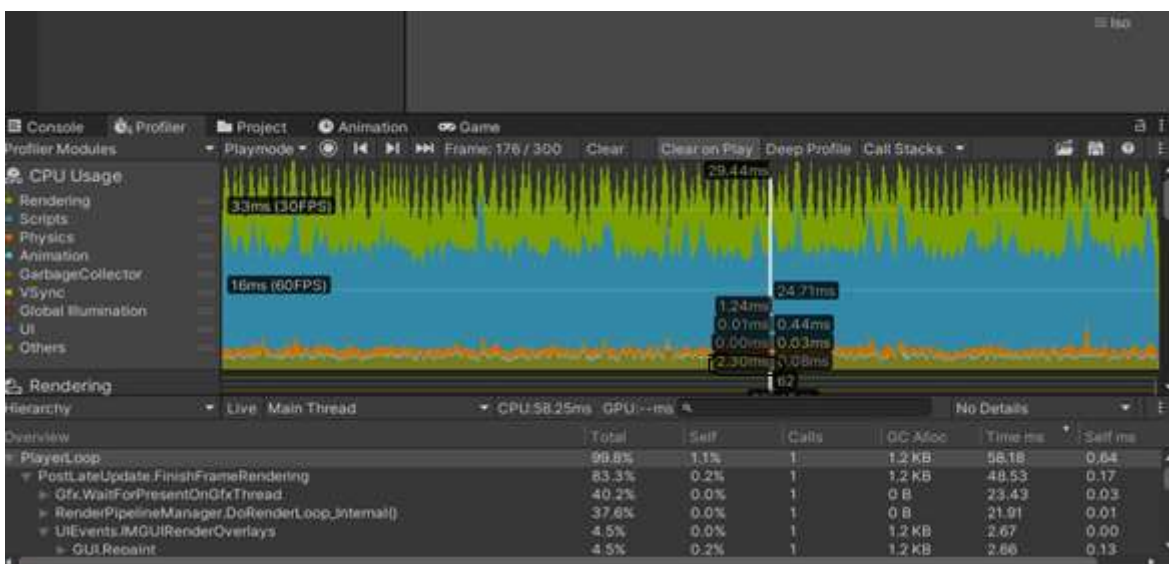 Iso
Console Profiler Project Animation Game
Profiler Modules Playmode Frame: 176 / 300 Clear Clear on Play Deep Profile Call Stacks
CPU Usage
Rendering
Scripts
Physics
Animation
GarbageCollector
VSync
Global Illumination
UI
Others
29.44ms
33ms (30FPS)
16ms (60FPS)
24.71ms
1.24ms
0.01ms 0.44ms
0.00ms 0.03ms
2.30ms 0.08ms
62
Rendering
Hierarchy Live Main Thread CPU:58.25ms GPU:--ms No Details
Overview Total Self Calls GC Alloc Time ms Self ms
PlayerLoop 99.8% 1.1% 1 1.2 KB 58.18 0.64
PostLateUpdate.FinishFrameRendering 83.3% 0.2% 1 1.2 KB 48.53 0.17
Gfx.WaitForPresentOnGfxThread 40.2% 0.0% 1 0 B 23.43 0.03
RenderPipelineManager.DoRenderLoop_Internal() 37.6% 0.0% 1 0 B 21.91 0.01
UIEvents.IMGUIRenderOverlays 4.5% 0.0% 1 1.2 KB 2.67 0.00
GUI.Repaint 4.5% 0.2% 1 1.2 KB 2.66 0.13